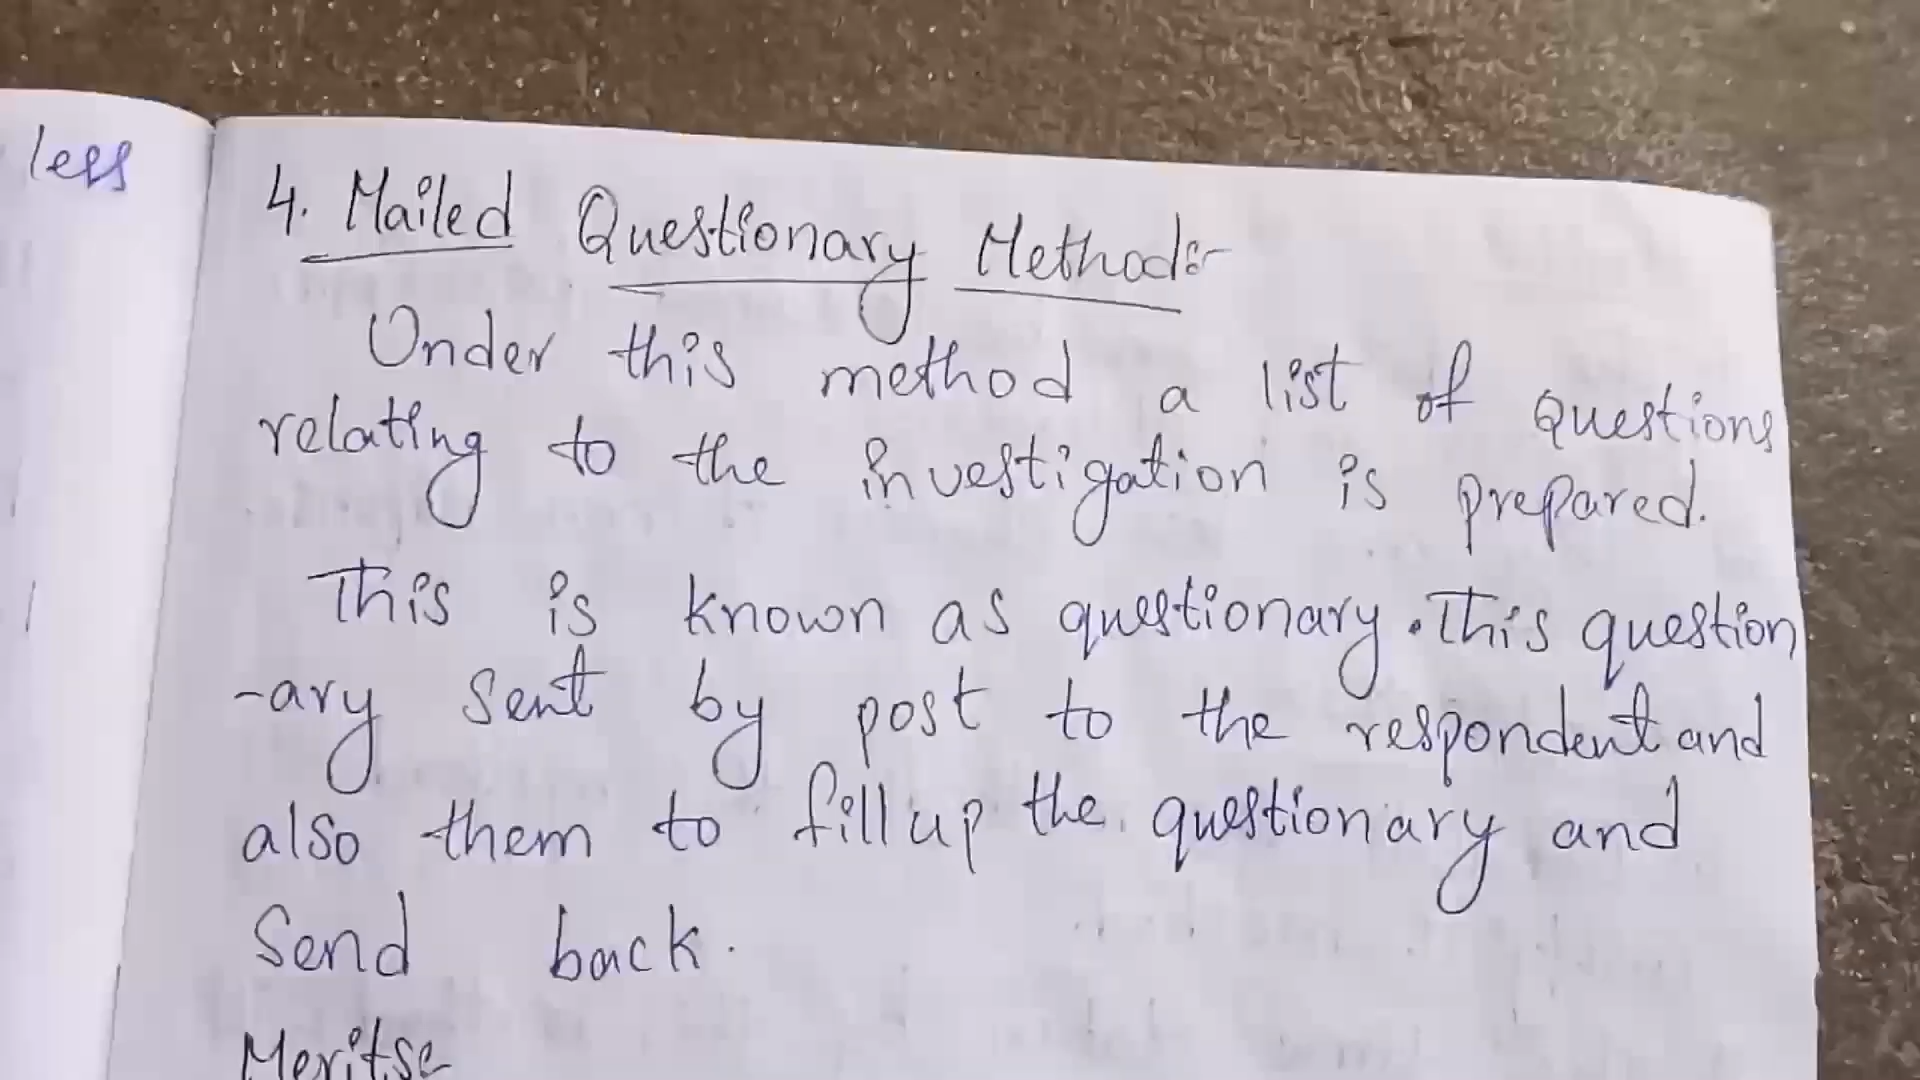 less
4. Mailed Questionary Method:-
Under this method a list of Questions
relating to the investigation is prepared.
This is known as questionary. This question
-ary sent by post to the respondent and
also them to fill up the questionary and
Send back.
Merits: